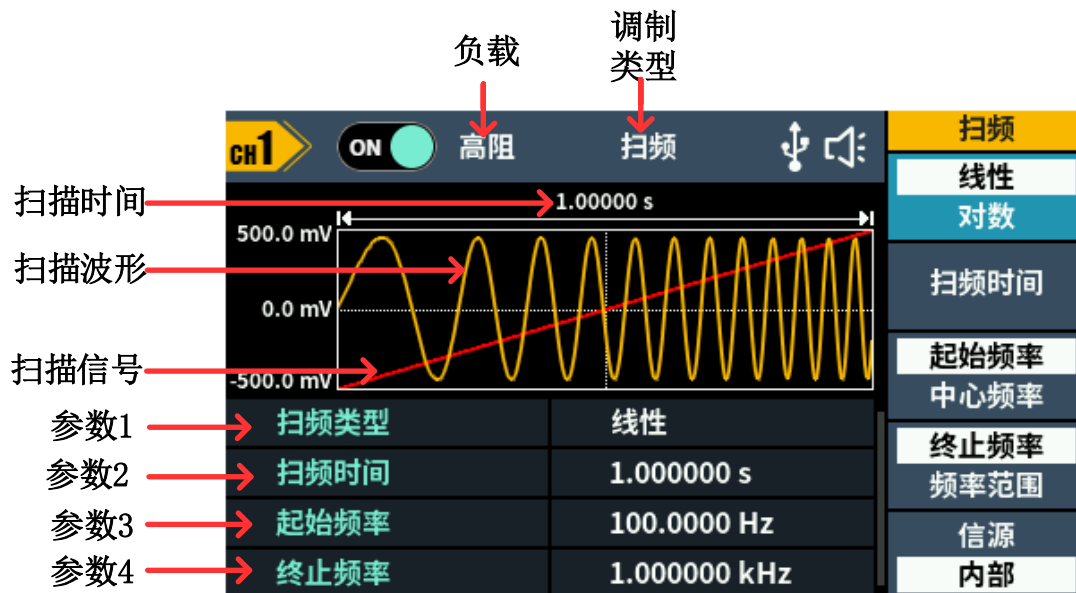 负载
调制
类型
CH1
ON
高阻
扫频
扫频
扫描时间
1.00000 s
线性
对数
500.0 mV
扫描波形
扫频时间
0.0 mV
扫描信号
-500.0 mV
起始频率
中心频率
参数1
扫频类型
线性
终止频率
频率范围
参数2
扫频时间
1.000000 s
参数3
起始频率
100.0000 Hz
信源
内部
参数4
终止频率
1.000000 kHz